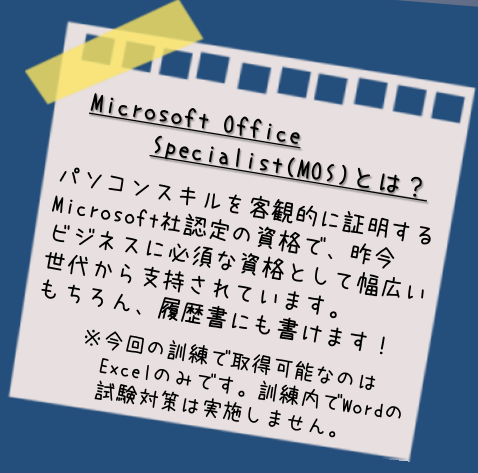 Microsoft Office
Specialist(MOS)とは？
パソコンスキルを客観的に証明する
Microsoft社認定の資格で、昨今
ビジネスに必須な資格として幅広い
世代から支持されています。
もちろん、履歴書にも書けます！
※今回の訓練で取得可能なのは
Excelのみです。訓練内でWordの
試験対策は実施しません。